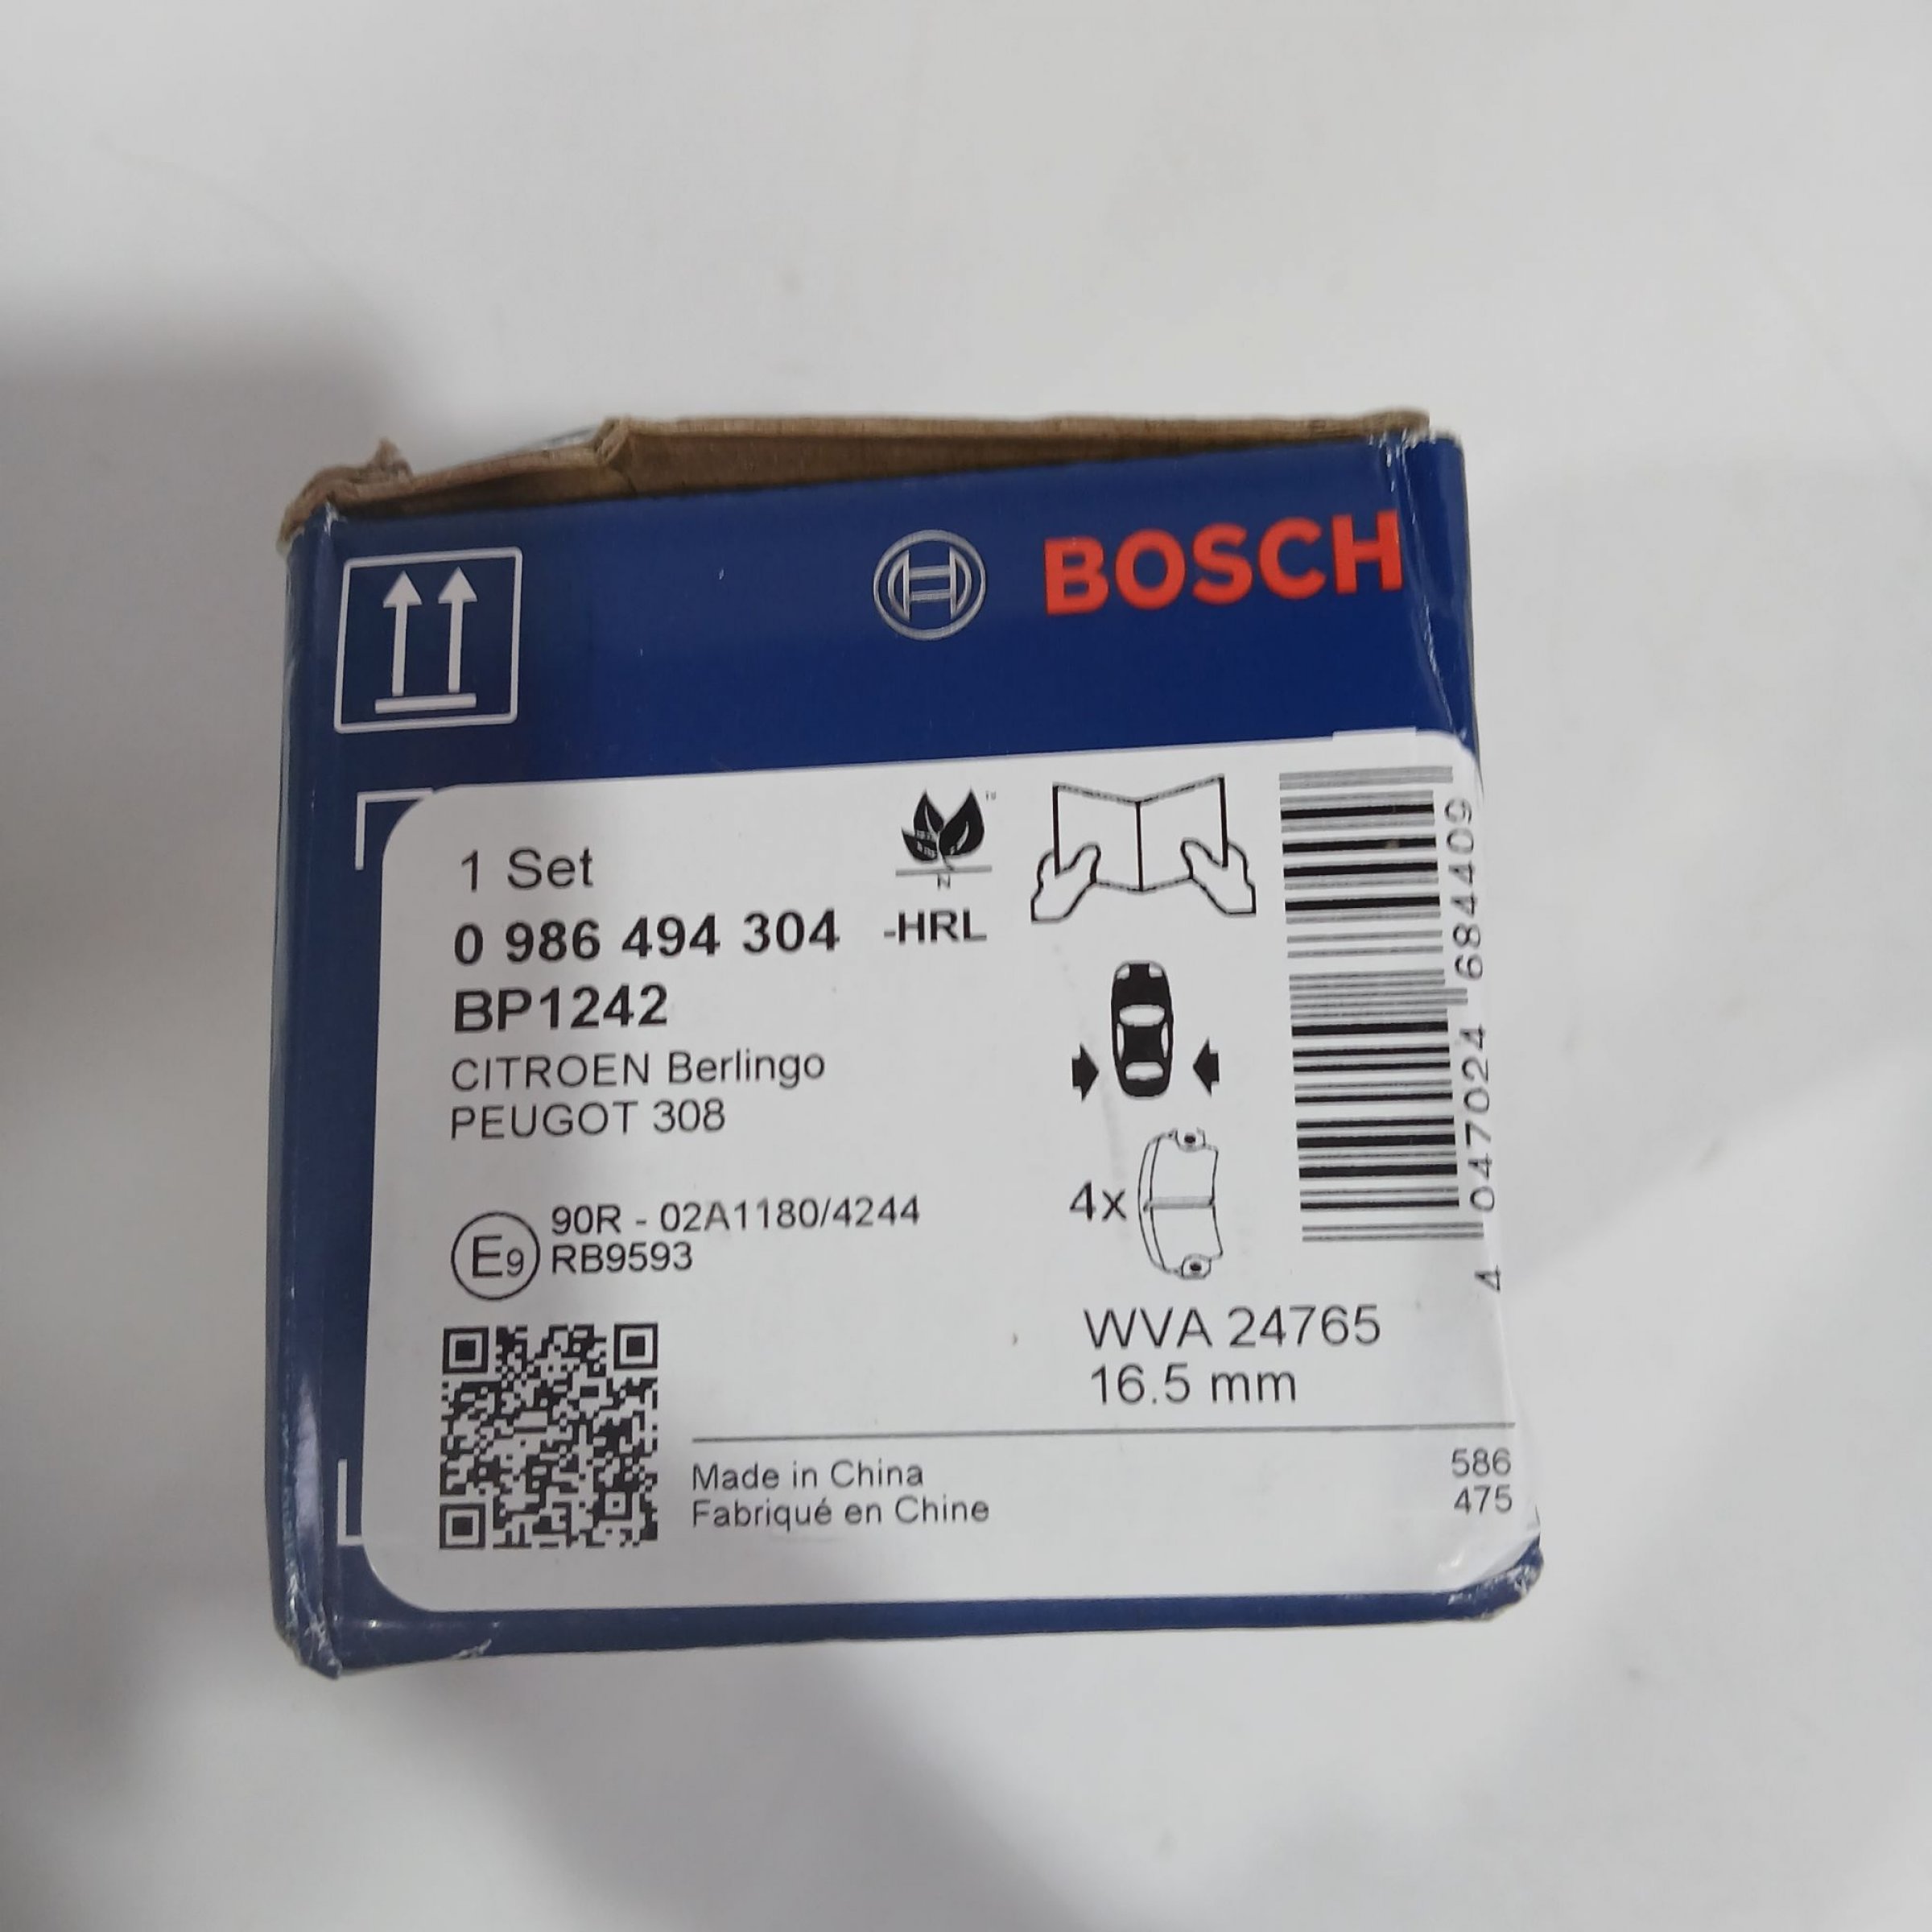 BOSCH
1 Set
0 986 494 304 -HRL
BP1242
CITROEN Berlingo
PEUGOT 308
E9 90R - 02A1180/4244
RB9593
4x
WVA 24765
16.5 mm
Made in China
Fabriqué en Chine
586
475
4 047024 684409
N